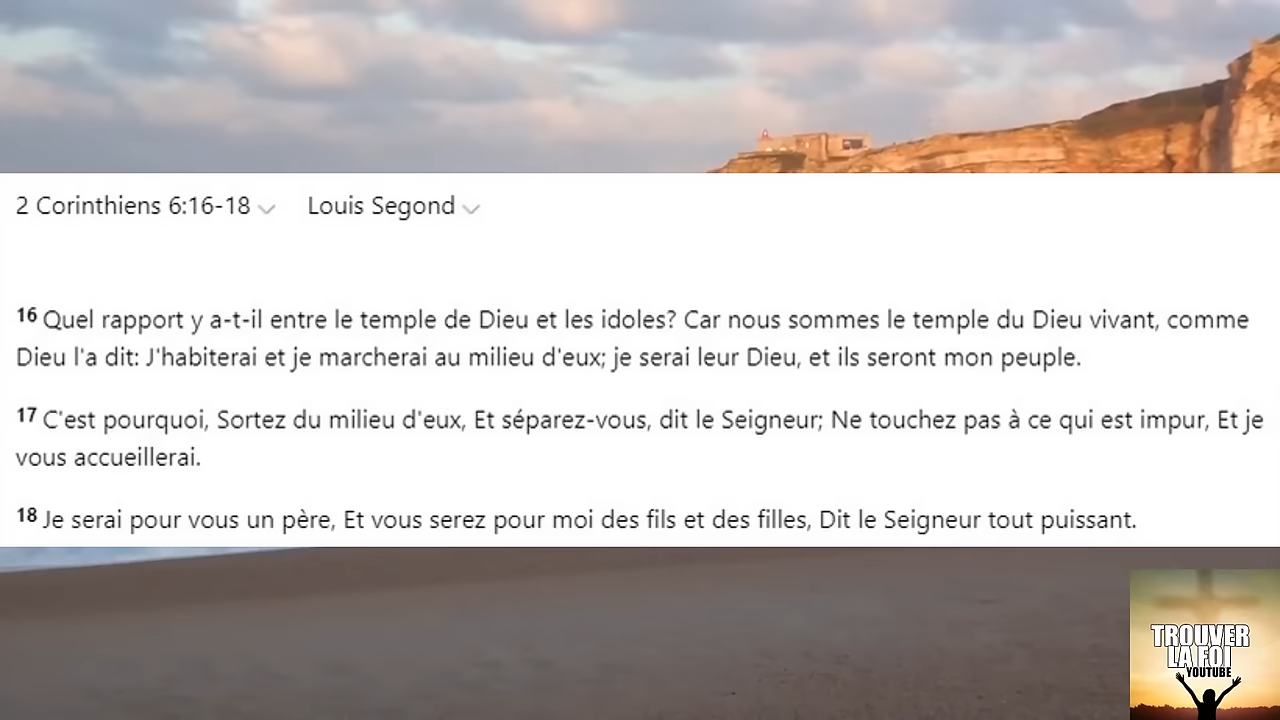 2 Corinthiens 6:16-18 Louis Segond
16 Quel rapport y a-t-il entre le temple de Dieu et les idoles? Car nous sommes le temple du Dieu vivant, comme
Dieu l'a dit: J'habiterai et je marcherai au milieu d'eux; je serai leur Dieu, et ils seront mon peuple.
17 C'est pourquoi, Sortez du milieu d'eux, Et séparez-vous, dit le Seigneur; Ne touchez pas à ce qui est impur, Et je
vous accueillerai.
18 Je serai pour vous un père, Et vous serez pour moi des fils et des filles, Dit le Seigneur tout puissant.
TROUVER
LA FOI
YOUTUBE